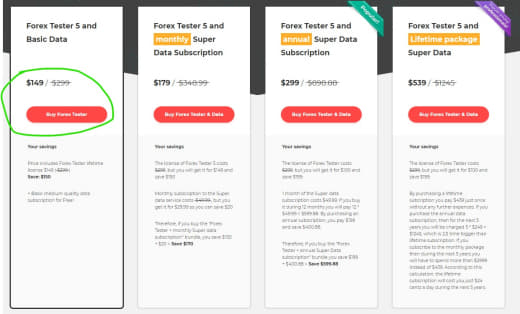 Forex Tester 5 and
Basic Data
$149 / $299
Buy Forex Tester
Your savings
Price includes Forex Tester lifetime
license $149 ($299)
Save: $150
+ Basic medium quality data
subscription for Free!
Forex Tester 5 and
monthly Super
Data Subscription
$179 / $348.99
Buy Forex Tester & Data
Your savings
The license of Forex Tester 5 costs
$299, but you will get it for $149 and
save $150
Monthly subscription to the Super
data service costs $49.99, but you
get it for $29.99 so you can save $20
Therefore, if you buy the "Forex
Tester + monthly Super data
subscription" bundle, you save $150
+ $20 = Save $170
Popular!
Forex Tester 5 and
annual Super Data
Subscription
$299 / $898.88
Buy Forex Tester & Data
Your savings
The license of Forex Tester costs
$299, but you will get it for $100 and
save $199
1 month of the Super data
subscription costs $49.99. If you buy
it during 12 months you will pay 12 *
$49.99 = $599.88. By purchasing an
annual subscription, you pay $199
and save $400.88.
Therefore, if you buy the "Forex
Tester + annual Super Data
subscription" bundle you save $199
+ $400.88 = Save $599.88
Forex Tester 5 and
Lifetime package
Super Data
$539 / $1245
Buy Forex Tester & Data
Your savings
The license of Forex Tester costs
$299, but you will get it for $100 and
save $199.
By purchasing a lifetime
subscription you pay $439 just once
without any further expenses. If you
purchase the annual data
subscription, then for the next 5
years you will be charged 5 * $249 =
$1245, which is 2.5 time bigger than
lifetime subscription. If you
subscribe to the monthly package
then during the next 5 years you
will have to spend more than $2999
instead of $439. According to this
calculation, the lifetime
subscription will cost you just $24
cents a day during the next 5 years.